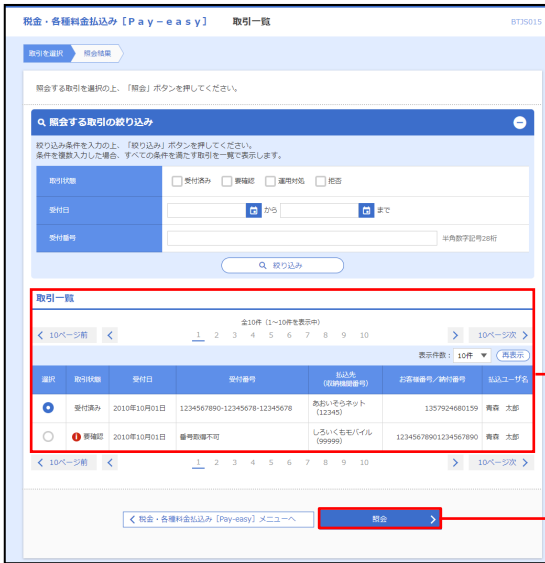 税金・各種料金払込み［Pay-easy］ 取引一覧 BTJS015
取引を選択 照会結果
照会する取引を選択の上、「照会」ボタンを押してください。
照会する取引の絞り込み
絞り込み条件を入力の上、「絞り込み」ボタンを押してください。
条件を複数入力した場合、すべての条件を満たす取引を一覧で表示します。
取引状態 受付済み 要確認 運用対処 拒否
受付日 から まで
受付番号 半角数字記号28桁
絞り込み
取引一覧
全10件（1～10件を表示中）
10ページ前 1 2 3 4 5 6 7 8 9 10 10ページ次
表示件数： 10件 ▼ 再表示
選択 取引状態 受付日 受付番号 払込先 お客様番号／納付番号 払込ユーザ名
（収納機関番号）
受付済み 2010年10月01日 1234567890-12345678-12345678 あおいそらネット 1357924680159 青森 太郎
（12345）
要確認 2010年10月01日 番号取得不可 しろいくもモバイル 12345678901234567890 青森 太郎
（99999）
10ページ前 1 2 3 4 5 6 7 8 9 10 10ページ次
税金・各種料金払込み［Pay-easy］メニューへ 照会